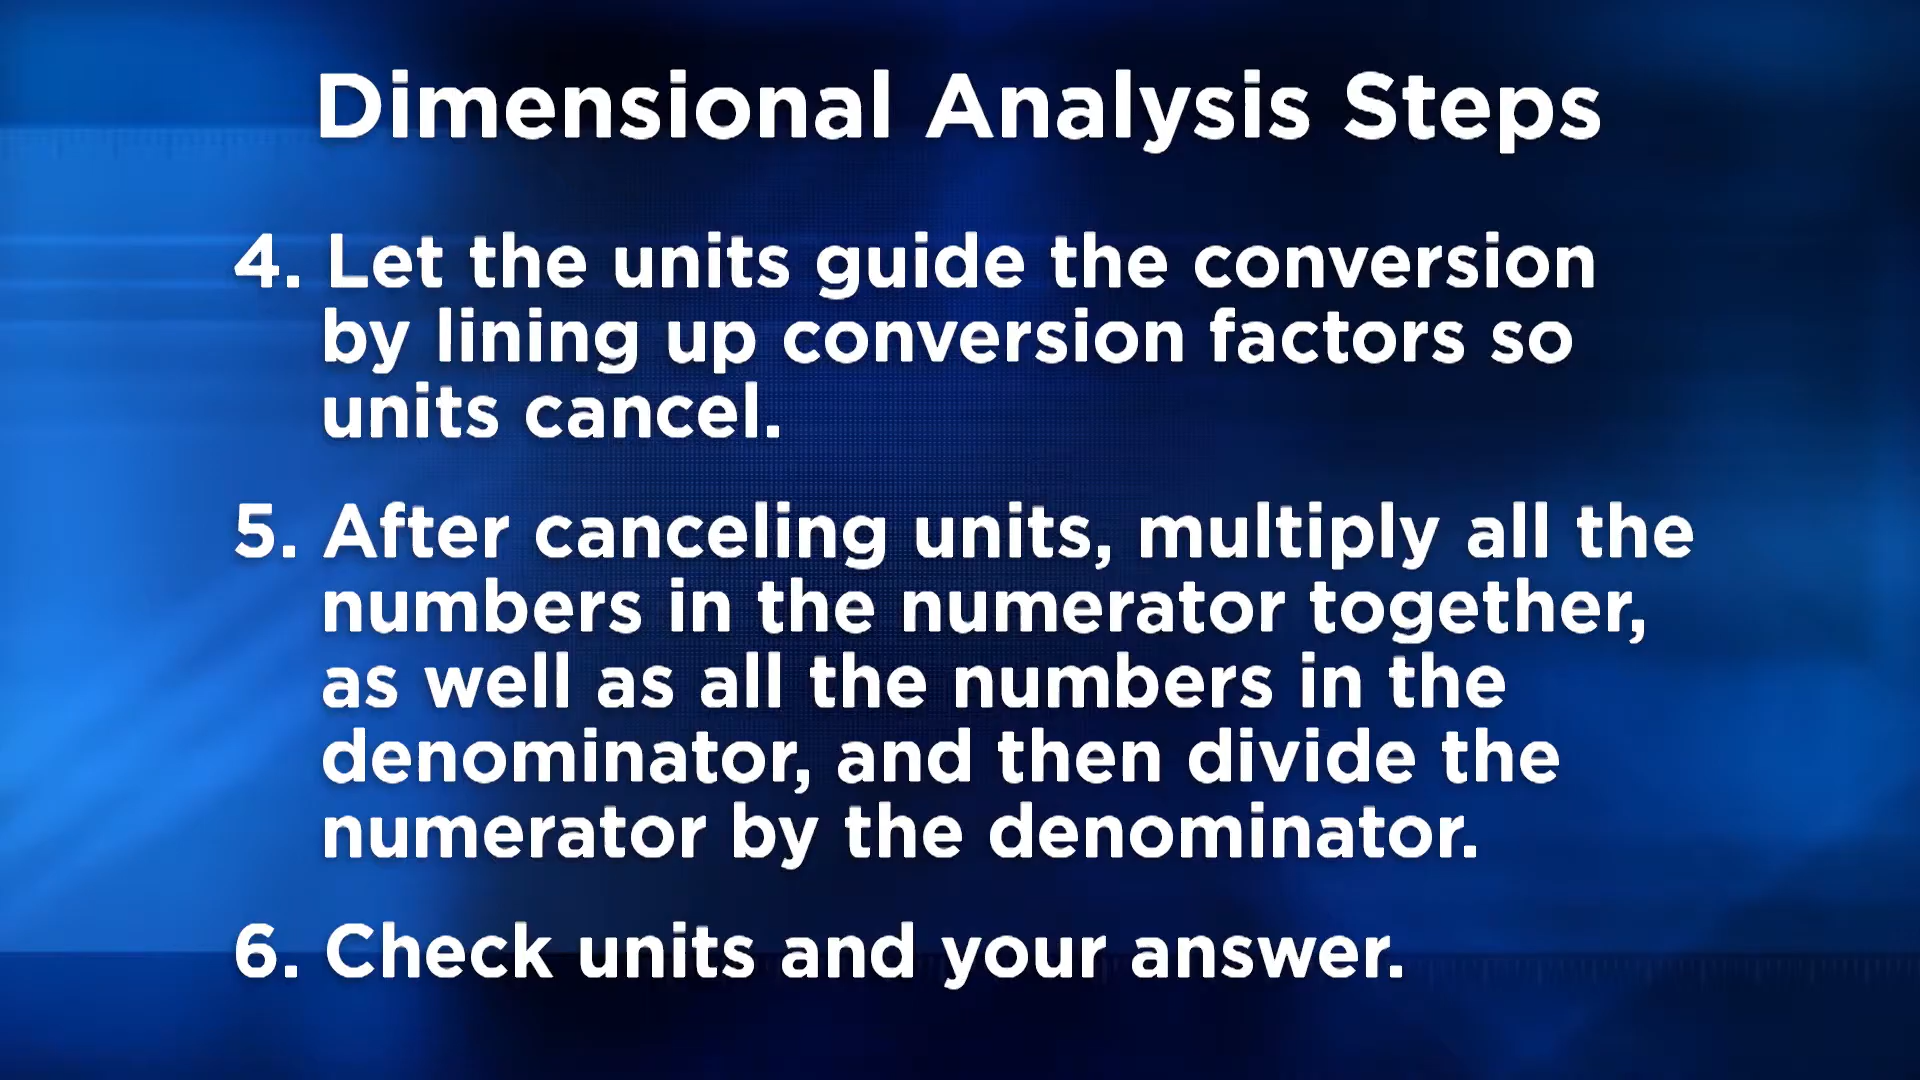 Dimensional Analysis Steps
4. Let the units guide the conversion
by lining up conversion factors so
units cancel.
5. After canceling units, multiply all the
numbers in the numerator together,
as well as all the numbers in the
denominator, and then divide the
numerator by the denominator.
6. Check units and your answer.